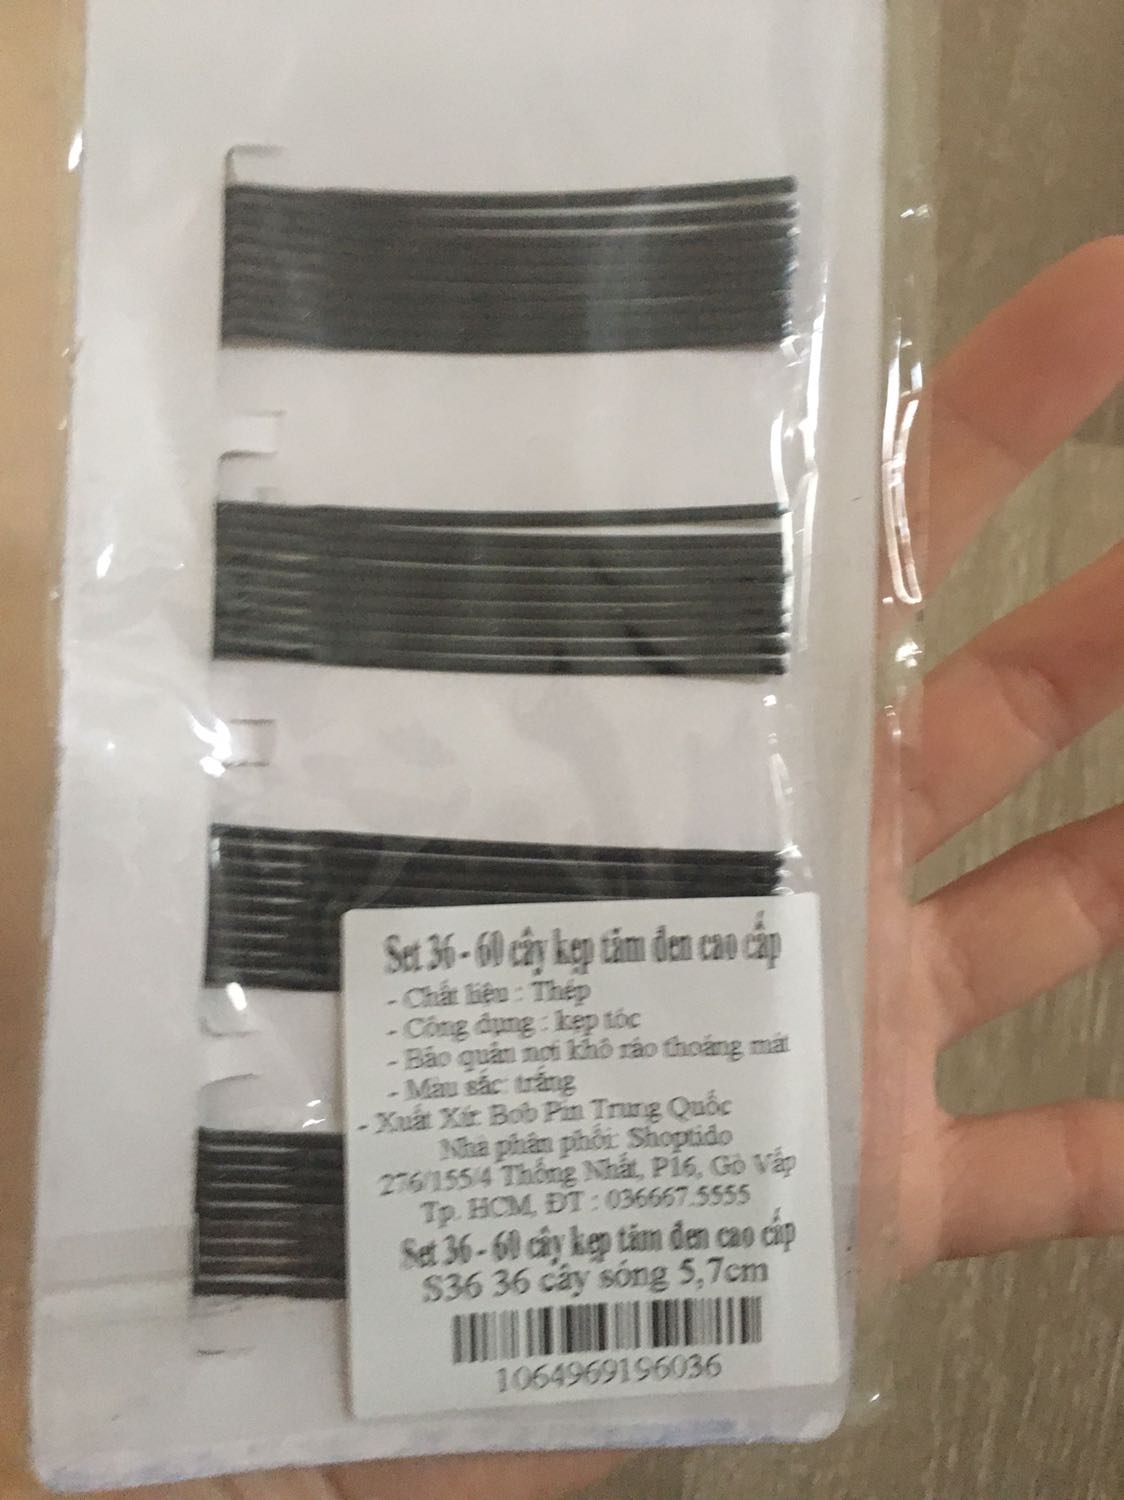 Set 36 - 60 cây kẹp tăm đen cao cấp
- Chất liệu : Thép
- Công dụng : kẹp tóc
- Bảo quản nơi khô ráo thoáng mát
- Màu sắc: trắng
- Xuất Xứ: Bob Pin Trung Quốc
Nhà phân phối: Shoptido
276/155/4 Thống Nhất, P16, Gò Vấp
Tp. HCM, ĐT : 036667.5555
Set 36 - 60 cây kẹp tăm đen cao cấp
S36 36 cây sóng 5,7cm
1064969196036